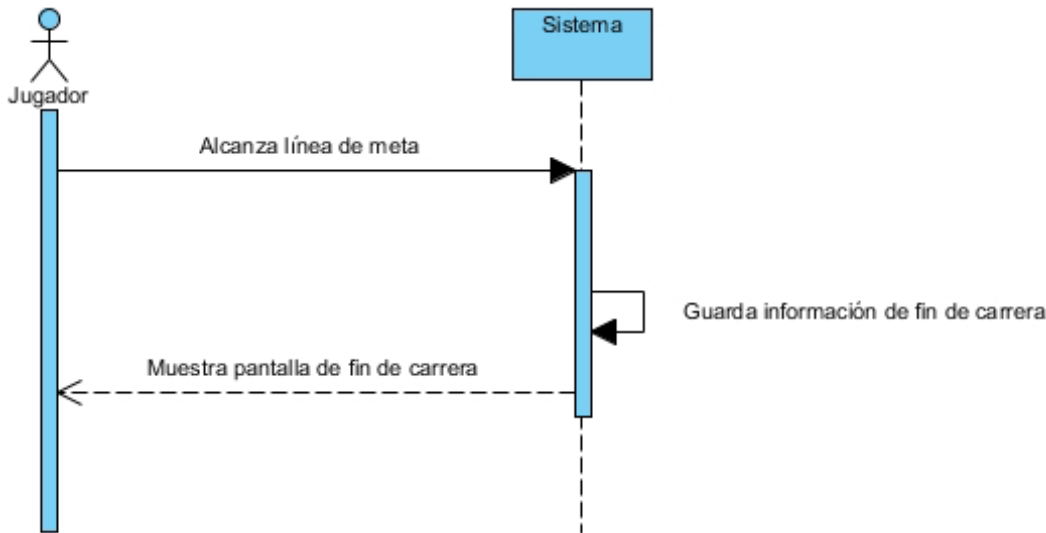 Sistema
Jugador
Alcanza línea de meta
Guarda información de fin de carrera
Muestra pantalla de fin de carrera